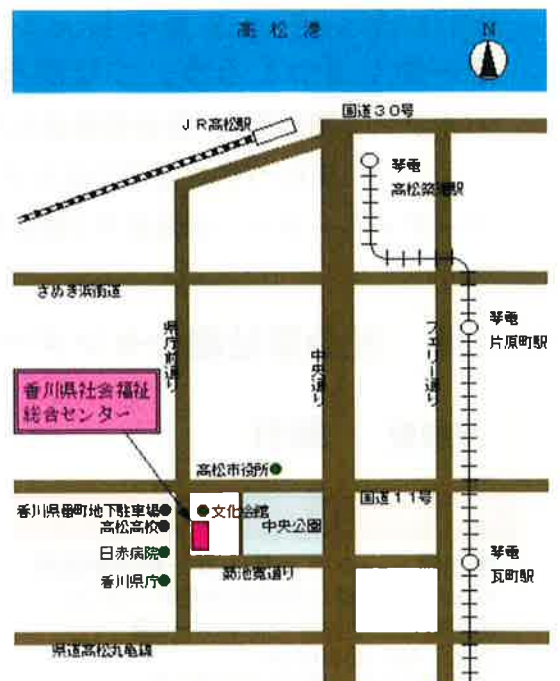 高松港
N
国道30号
JR高松駅
琴電
高松築港駅
さぬき浜街道
琴電
片原町駅
県庁前通り
中央通り
フェリー通り
香川県社会福祉
総合センター
高松市役所
国道11号
香川県番町地下駐車場
文化会館
高松高校
中央公園
日赤病院
琴電
瓦町駅
菊池寛通り
香川県庁
県道高松丸亀線